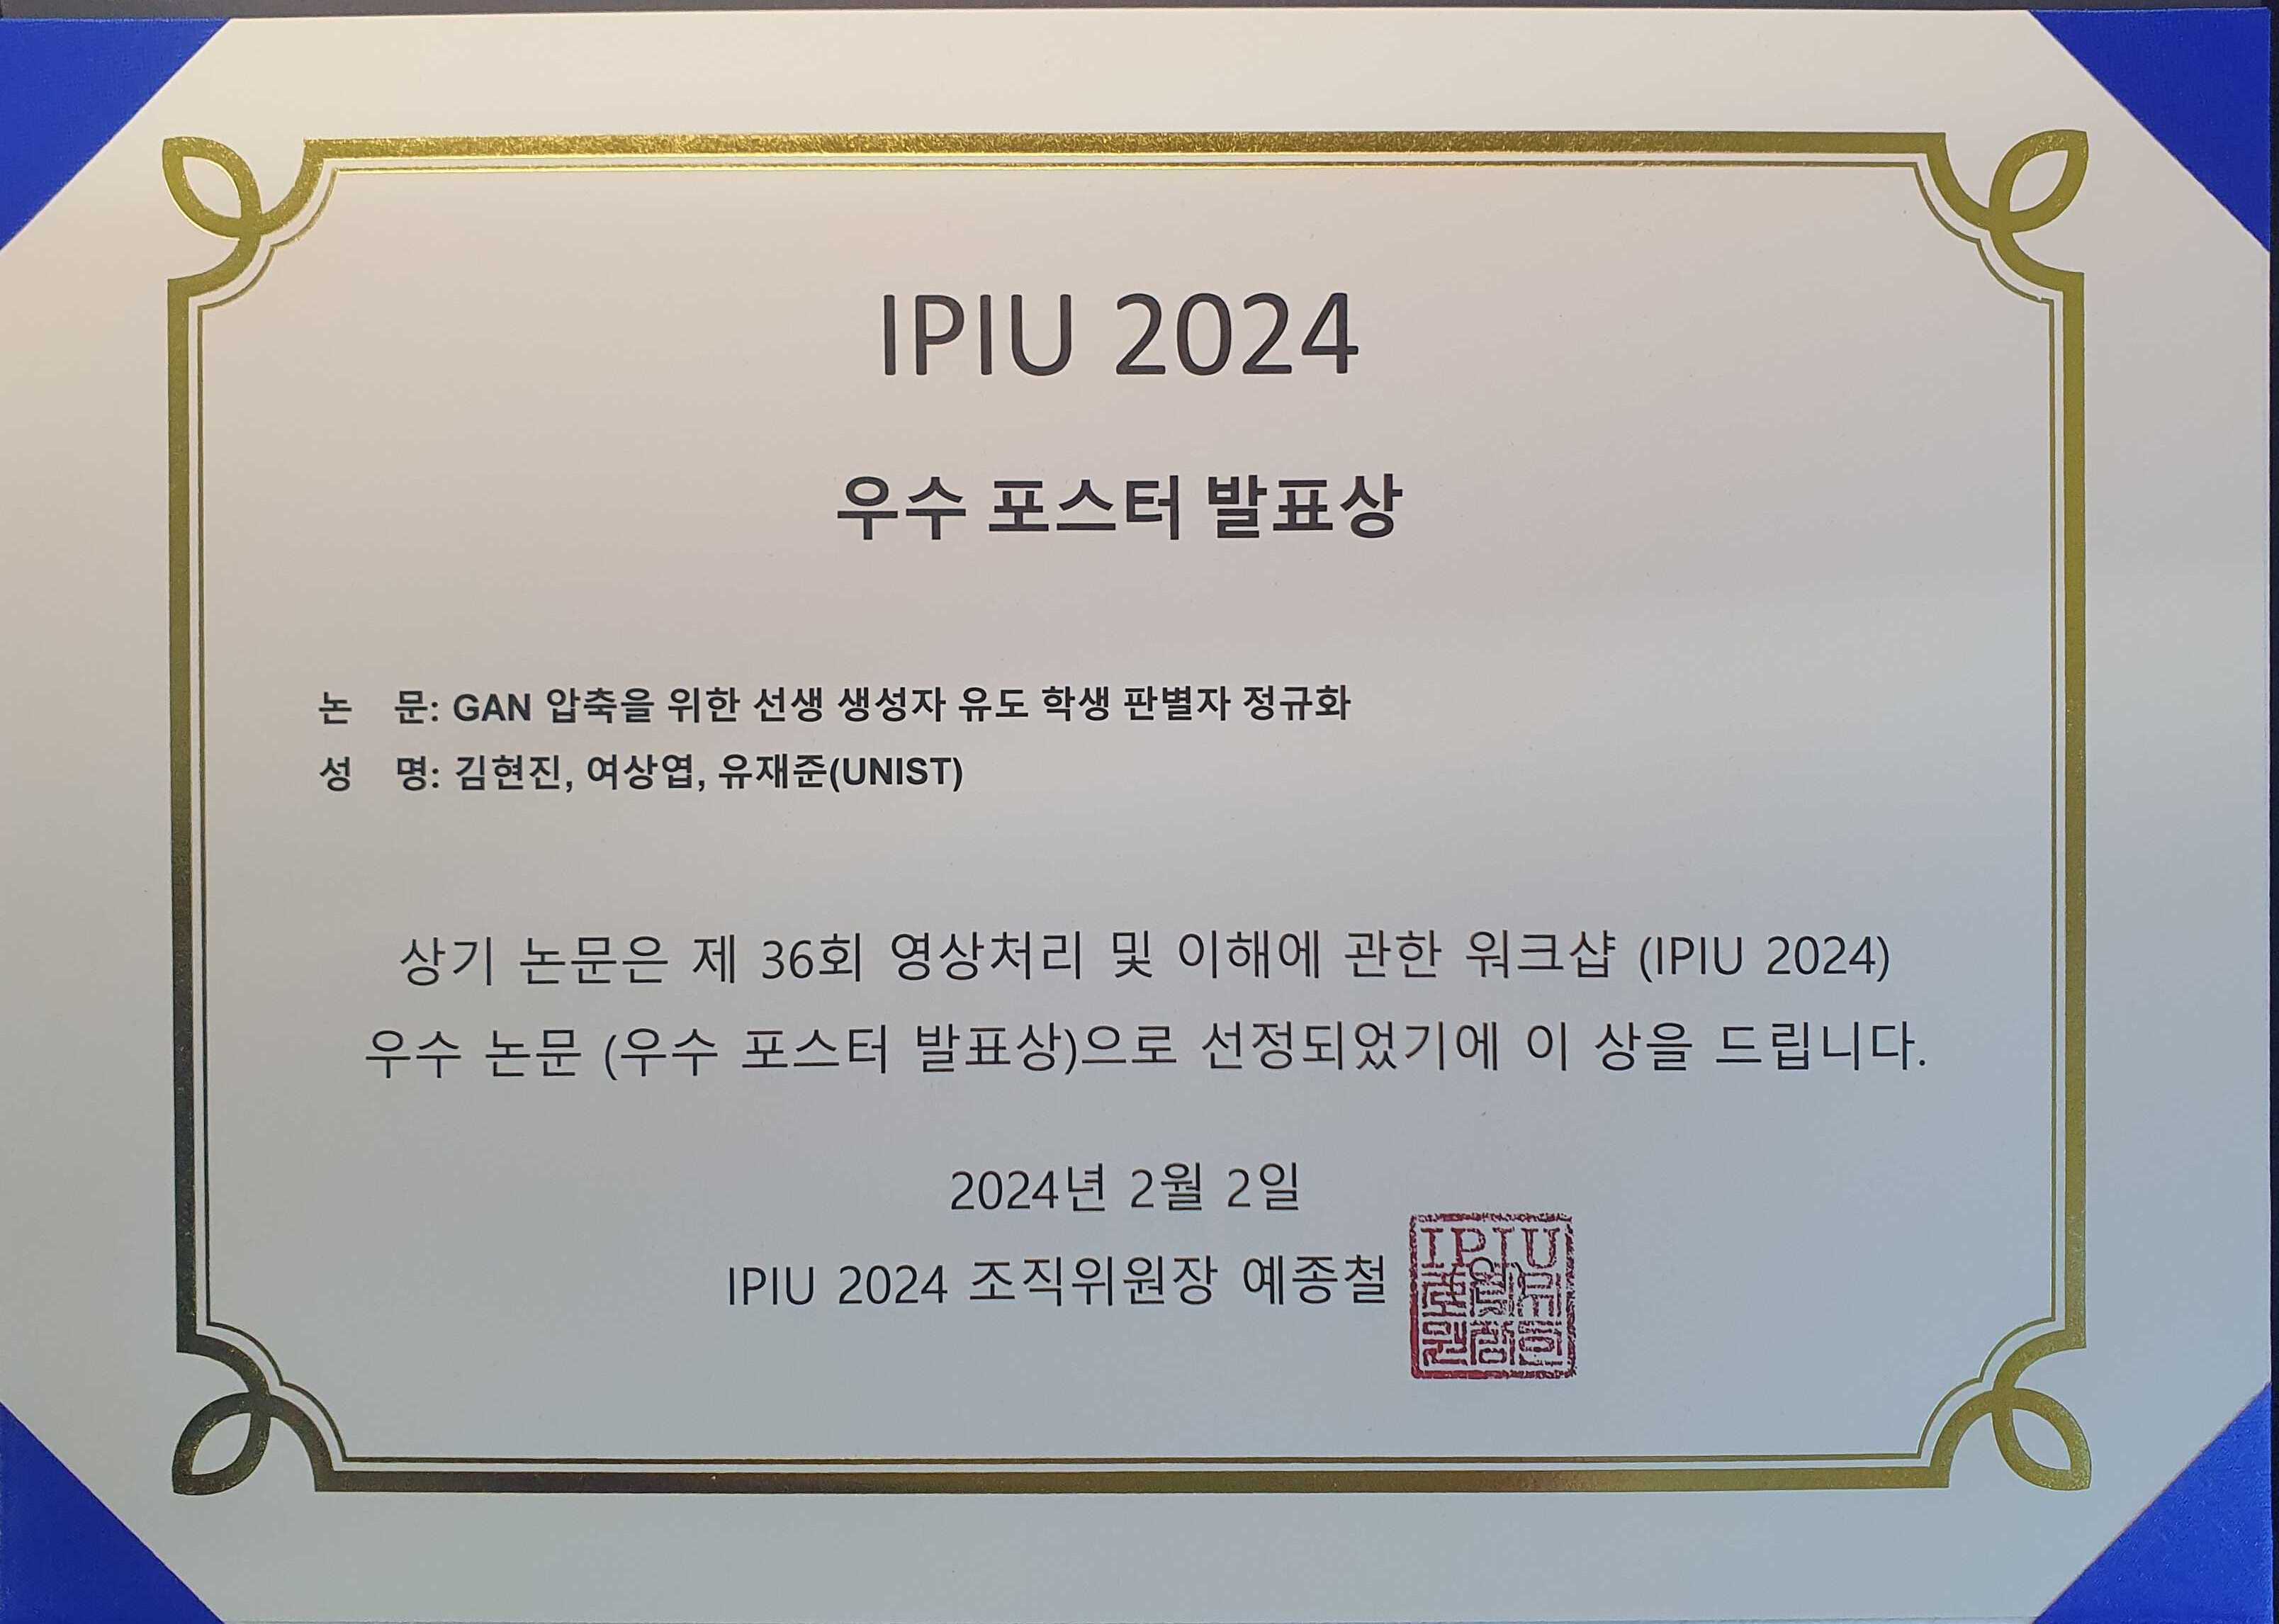 IPIU 2024
우수 포스터 발표상
논 문: GAN 압축을 위한 선생 생성자 유도 학생 판별자 정규화
성 명: 김현진, 여상엽, 유재준(UNIST)
상기 논문은 제 36회 영상처리 및 이해에 관한 워크샵 (IPIU 2024)
우수 논문 (우수 포스터 발표상)으로 선정되었기에 이 상을 드립니다.
2024년 2월 2일
IPIU 2024 조직위원장 예종철
IPIU